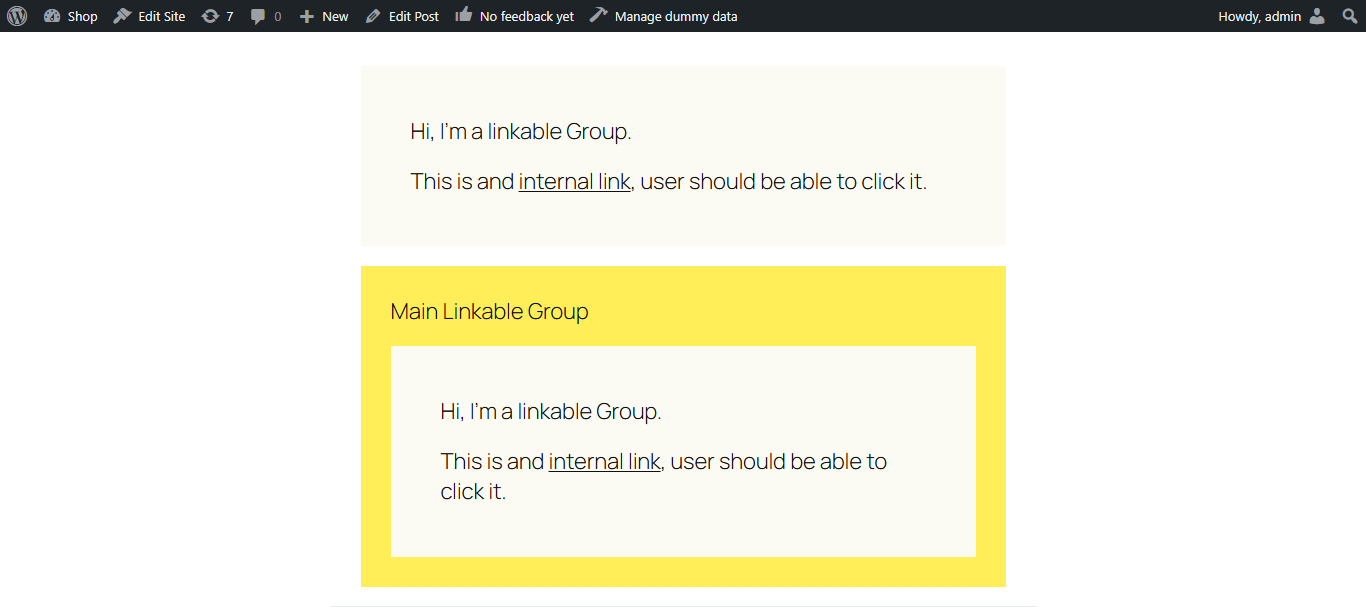 Shop Edit Site 7 0 New Edit Post No feedback yet Manage dummy data Howdy, admin
Hi, I'm a linkable Group.
This is and internal link, user should be able to click it.
Main Linkable Group
Hi, I'm a linkable Group.
This is and internal link, user should be able to
click it.